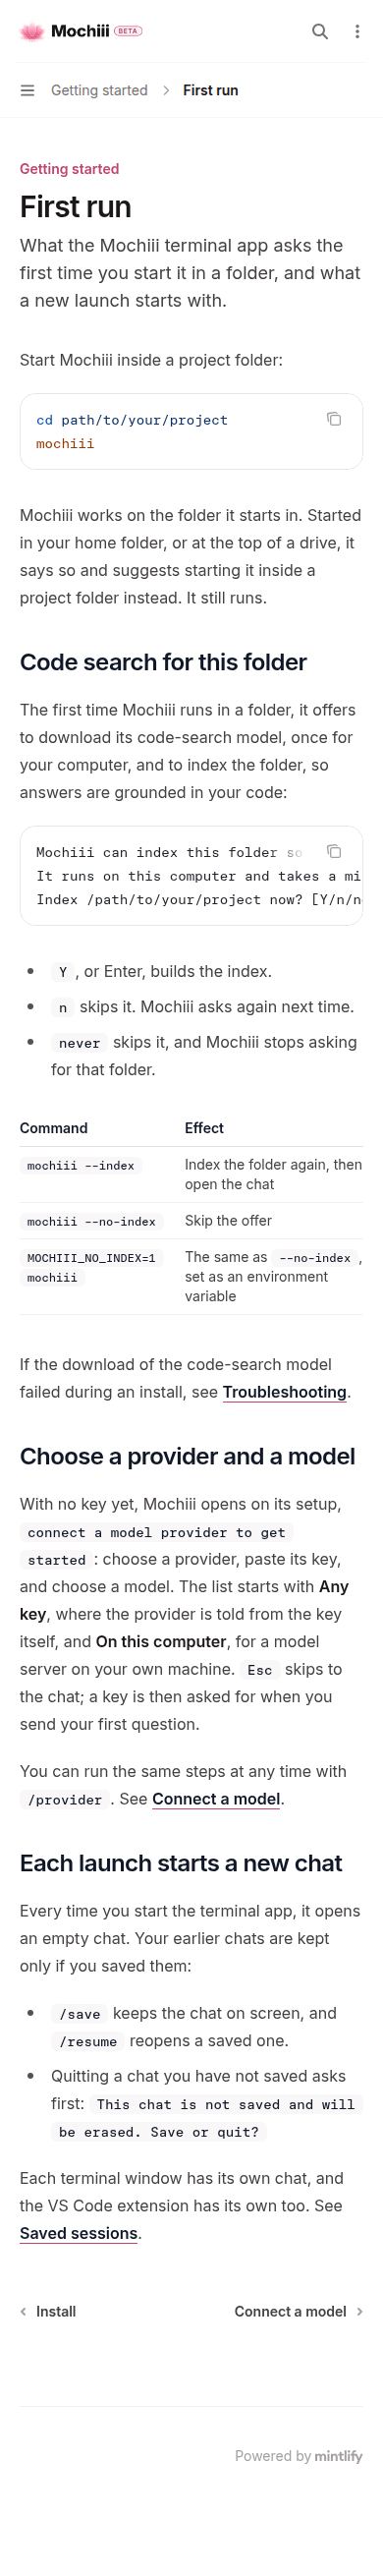 Mochiii BETA
Getting started > First run
Getting started
First run
What the Mochiii terminal app asks the
first time you start it in a folder, and what
a new launch starts with.
Start Mochiii inside a project folder:
cd path/to/your/project
mochiii
Mochiii works on the folder it starts in. Started
in your home folder, or at the top of a drive, it
says so and suggests starting it inside a
project folder instead. It still runs.
Code search for this folder
The first time Mochiii runs in a folder, it offers
to download its code-search model, once for
your computer, and to index the folder, so
answers are grounded in your code:
Mochiii can index this folder so
It runs on this computer and takes a mi
Index /path/to/your/project now? [Y/n/n
Y, or Enter, builds the index.
n skips it. Mochiii asks again next time.
never skips it, and Mochiii stops asking
for that folder.
Command Effect
mochiii --index Index the folder again, then
open the chat
mochiii --no-index Skip the offer
MOCHIII_NO_INDEX=1 The same as --no-index,
mochiii set as an environment
variable
If the download of the code-search model
failed during an install, see Troubleshooting.
Choose a provider and a model
With no key yet, Mochiii opens on its setup,
connect a model provider to get
started : choose a provider, paste its key,
and choose a model. The list starts with Any
key, where the provider is told from the key
itself, and On this computer, for a model
server on your own machine. Esc skips to
the chat; a key is then asked for when you
send your first question.
You can run the same steps at any time with
/provider . See Connect a model.
Each launch starts a new chat
Every time you start the terminal app, it opens
an empty chat. Your earlier chats are kept
only if you saved them:
/save keeps the chat on screen, and
/resume reopens a saved one.
Quitting a chat you have not saved asks
first: This chat is not saved and will
be erased. Save or quit?
Each terminal window has its own chat, and
the VS Code extension has its own too. See
Saved sessions.
‹ Install Connect a model ›
Powered by mintlify